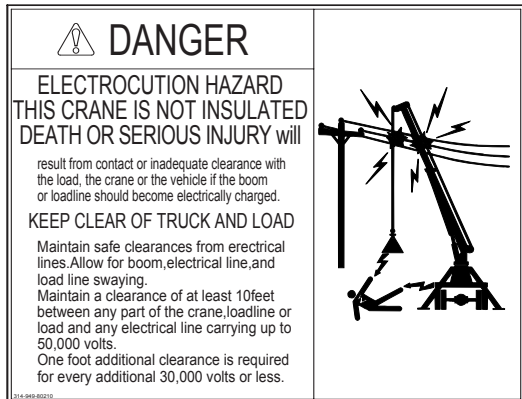 DANGER
ELECTROCUTION HAZARD
THIS CRANE IS NOT INSULATED
DEATH OR SERIOUS INJURY will
result from contact or inadequate clearance with
the load, the crane or the vehicle if the boom
or loadline should become electrically charged.
KEEP CLEAR OF TRUCK AND LOAD
Maintain safe clearances from erectrical
lines.Allow for boom,electrical line,and
load line swaying.
Maintain a clearance of at least 10feet
between any part of the crane,loadline or
load and any electrical line carrying up to
50,000 volts.
One foot additional clearance is required
for every additional 30,000 volts or less.
314-949-80210